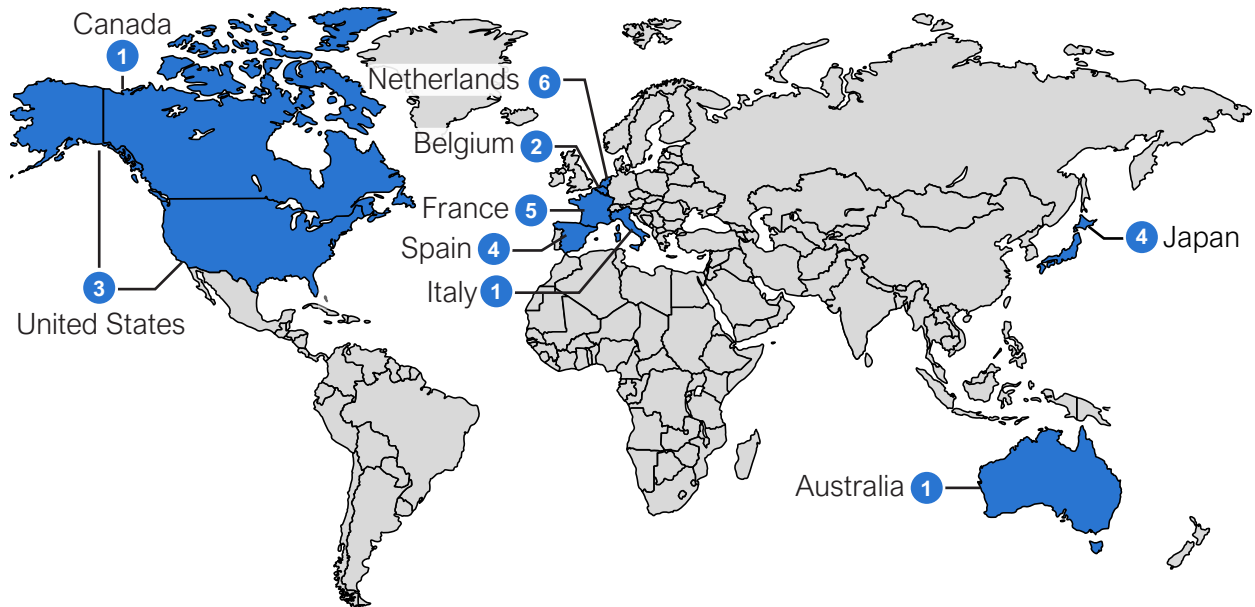 Canada
1
Netherlands 6
Belgium 2
France 5
Spain 4
4 Japan
Italy 1
3
United States
Australia 1